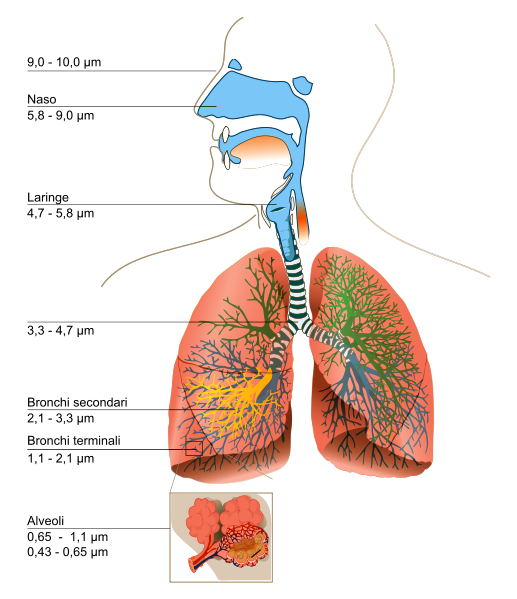 9,0 - 10,0 µm
Naso
5,8 - 9,0 µm
Laringe
4,7 - 5,8 µm
3,3 - 4,7 µm
Bronchi secondari
2,1 - 3,3 µm
Bronchi terminali
1,1 - 2,1 µm
Alveoli
0,65 - 1,1 µm
0,43 - 0,65 µm